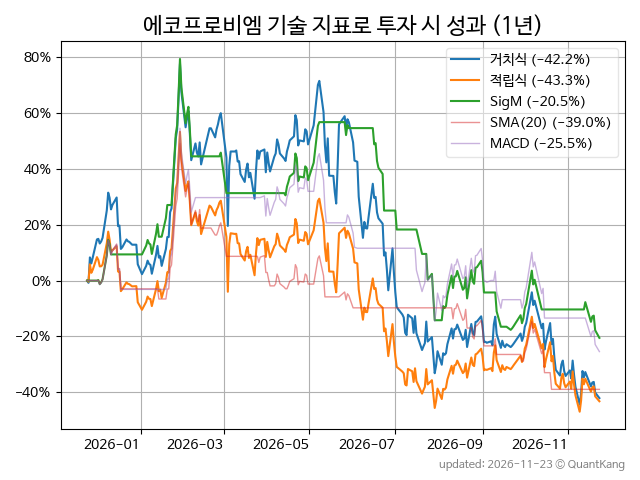 에코프로비엠 기술 지표로 투자 시 성과 (1년)
거치식 (−42.2%)
적립식 (−43.3%)
SigM (−20.5%)
SMA(20) (−39.0%)
MACD (−25.5%)
80%
60%
40%
20%
0%
−20%
−40%
2026-01 2026-03 2026-05 2026-07 2026-09 2026-11
updated: 2026-11-23 © QuantKang